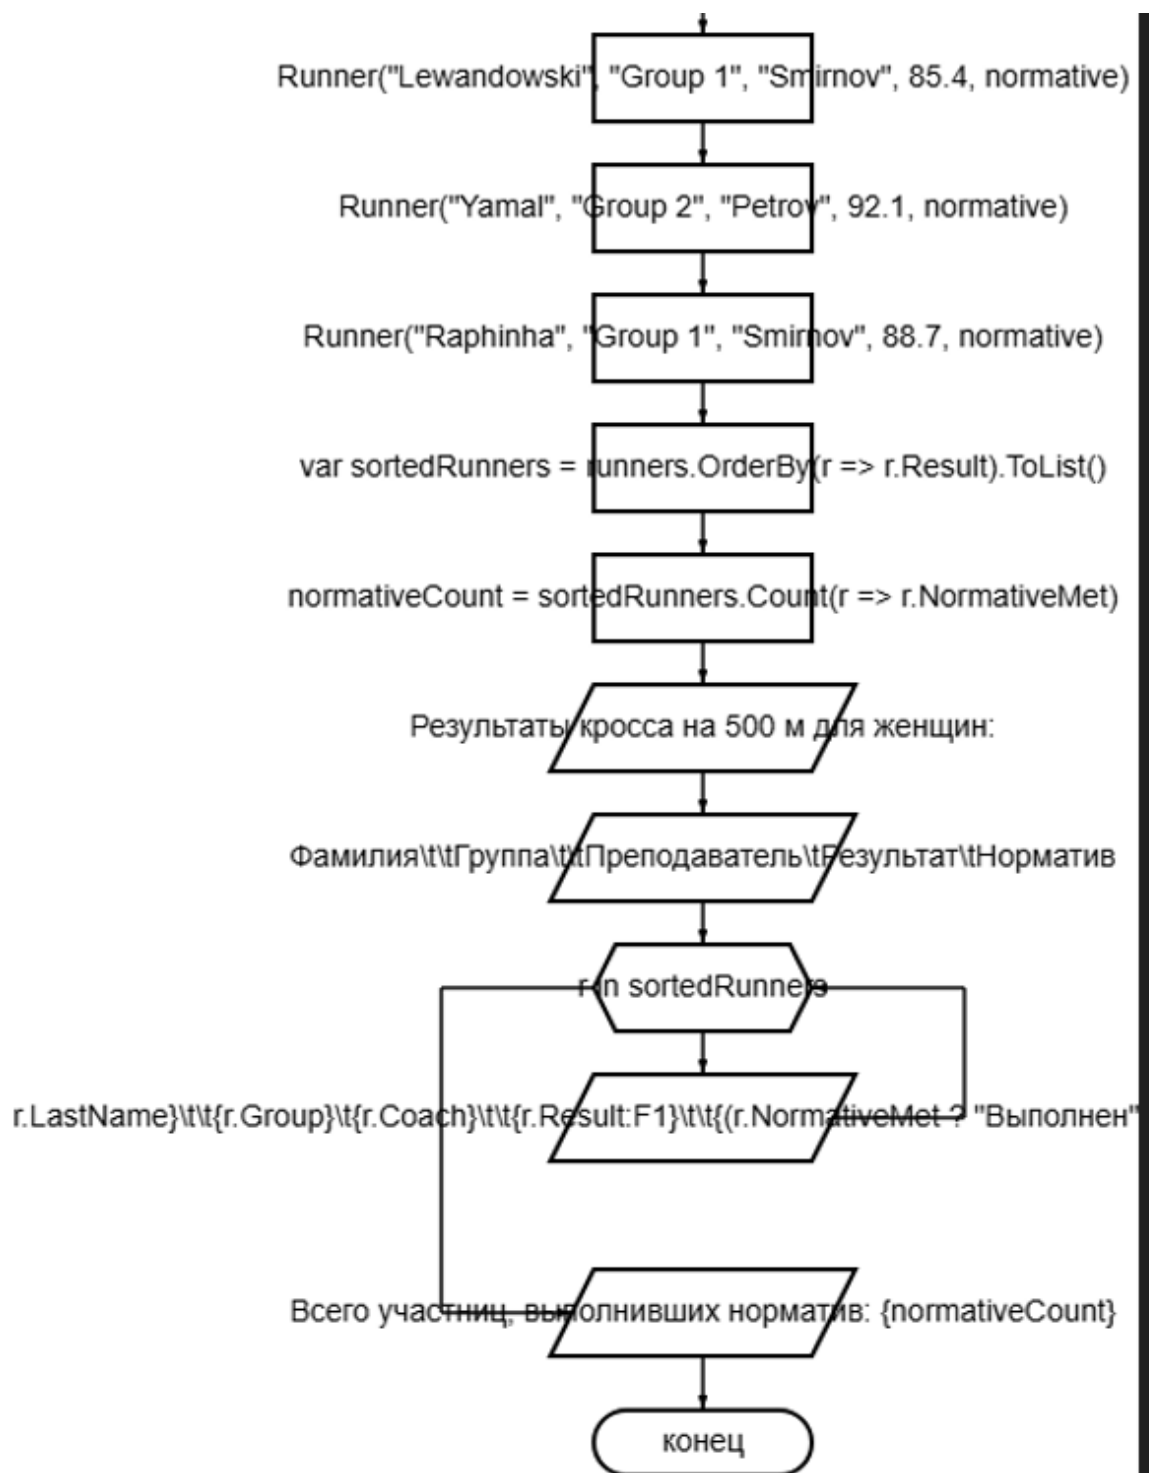 Runner("Lewandowski", "Group 1", "Smirnov", 85.4, normative)
Runner("Yamal", "Group 2", "Petrov", 92.1, normative)
Runner("Raphinha", "Group 1", "Smirnov", 88.7, normative)
var sortedRunners = runners.OrderBy(r => r.Result).ToList()
normativeCount = sortedRunners.Count(r => r.NormativeMet)
Результаты кросса на 500 м для женщин:
Фамилия\t\tГруппа\t\tПреподаватель\tРезультат\tНорматив
r in sortedRunners
r.LastName}\t\t{r.Group}\t{r.Coach}\t\t{r.Result:F1}\t\t{(r.NormativeMet ? "Выполнен"
Всего участниц, выполнивших норматив: {normativeCount}
конец